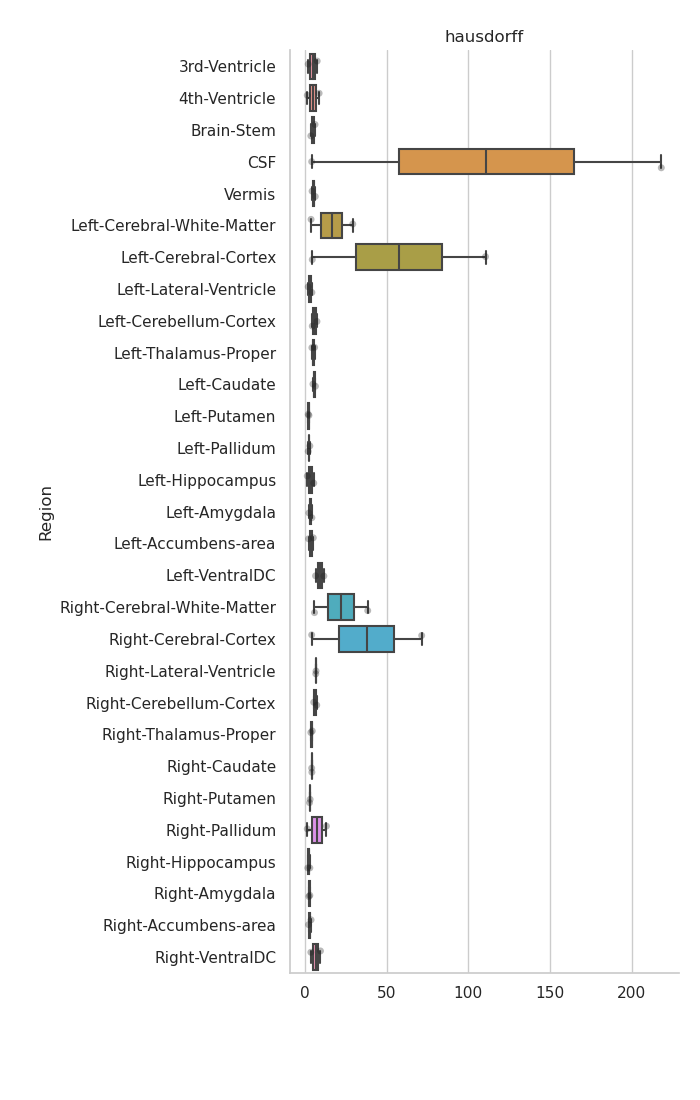 hausdorff
3rd-Ventricle
4th-Ventricle
Brain-Stem
CSF
Vermis
Left-Cerebral-White-Matter
Left-Cerebral-Cortex
Left-Lateral-Ventricle
Left-Cerebellum-Cortex
Left-Thalamus-Proper
Left-Caudate
Left-Putamen
Left-Pallidum
Left-Hippocampus
Left-Amygdala
Left-Accumbens-area
Left-VentralDC
Right-Cerebral-White-Matter
Right-Cerebral-Cortex
Right-Lateral-Ventricle
Right-Cerebellum-Cortex
Right-Thalamus-Proper
Right-Caudate
Right-Putamen
Right-Pallidum
Right-Hippocampus
Right-Amygdala
Right-Accumbens-area
Right-VentralDC
Region
0 50 100 150 200